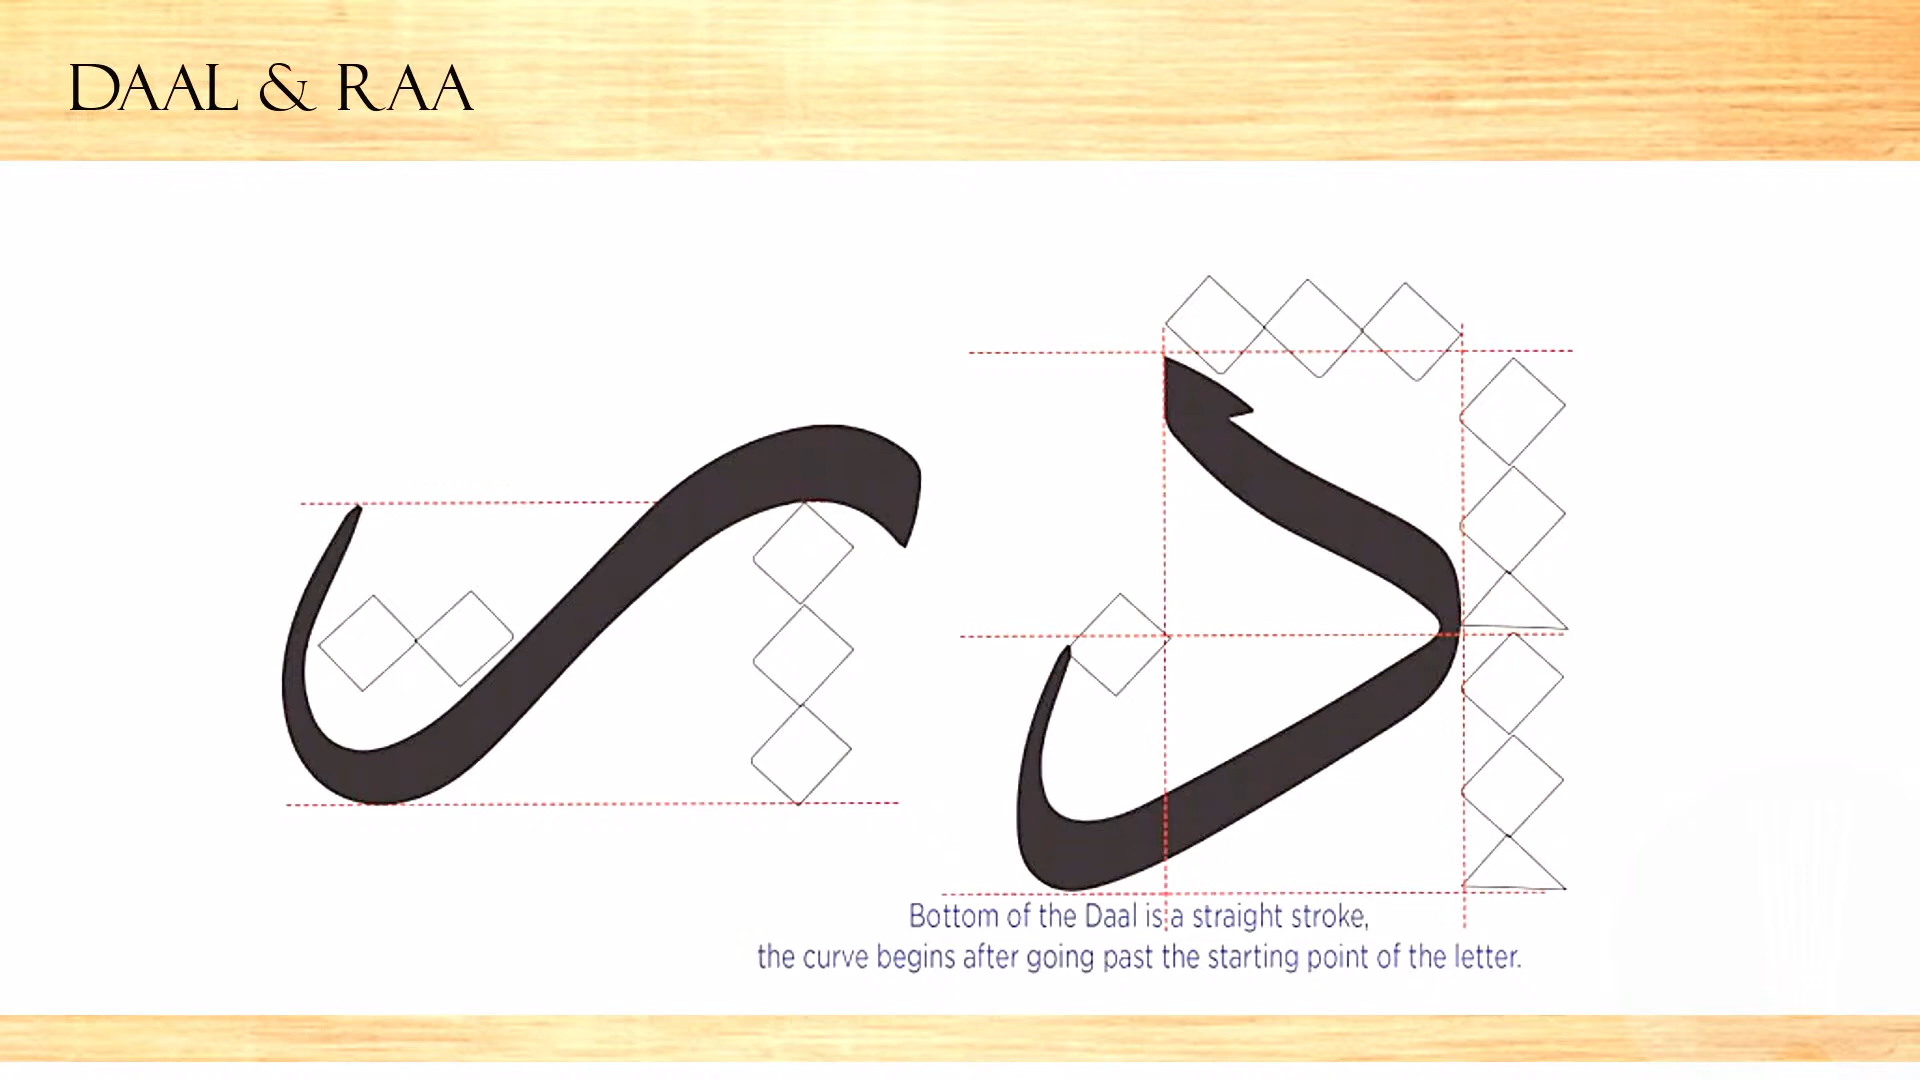 DAAL & RAA
د
ر
Bottom of the Daal is a straight stroke,
the curve begins after going past the starting point of the letter.